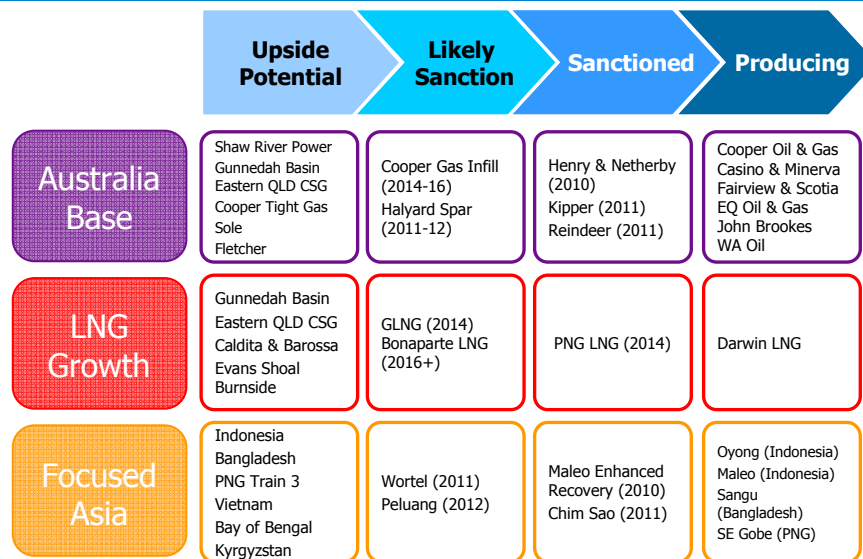 Upside
Potential
Likely
Sanction
Sanctioned
Producing
Australia
Base
Shaw River Power
Gunnedah Basin
Eastern QLD CSG
Cooper Tight Gas
Sole
Fletcher
Cooper Gas Infill
(2014-16)
Halyard Spar
(2011-12)
Henry & Netherby
(2010)
Kipper (2011)
Reindeer (2011)
Cooper Oil & Gas
Casino & Minerva
Fairview & Scotia
EQ Oil & Gas
John Brookes
WA Oil
LNG
Growth
Gunnedah Basin
Eastern QLD CSG
Caldita & Barossa
Evans Shoal
Burnside
GLNG (2014)
Bonaparte LNG
(2016+)
PNG LNG (2014)
Darwin LNG
Focused
Asia
Indonesia
Bangladesh
PNG Train 3
Vietnam
Bay of Bengal
Kyrgyzstan
Wortel (2011)
Peluang (2012)
Maleo Enhanced
Recovery (2010)
Chim Sao (2011)
Oyong (Indonesia)
Maleo (Indonesia)
Sangu
(Bangladesh)
SE Gobe (PNG)